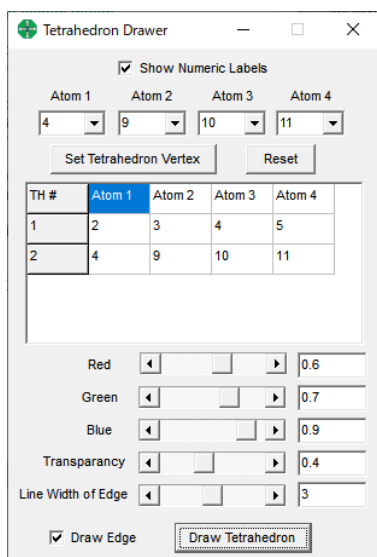 Tetrahedron Drawer
Show Numeric Labels
Atom 1 Atom 2 Atom 3 Atom 4
4 9 10 11
Set Tetrahedron Vertex Reset
TH # Atom 1 Atom 2 Atom 3 Atom 4
1 2 3 4 5
2 4 9 10 11
Red 0.6
Green 0.7
Blue 0.9
Transparancy 0.4
Line Width of Edge 3
Draw Edge Draw Tetrahedron